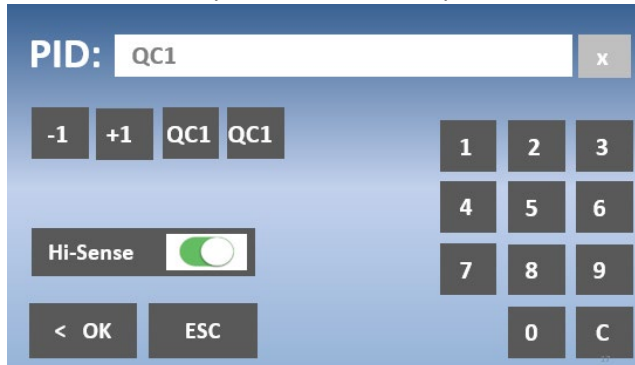 PID: QC1 x
-1 +1 QC1 QC1
1 2 3
4 5 6
Hi-Sense
7 8 9
< OK ESC
0 C